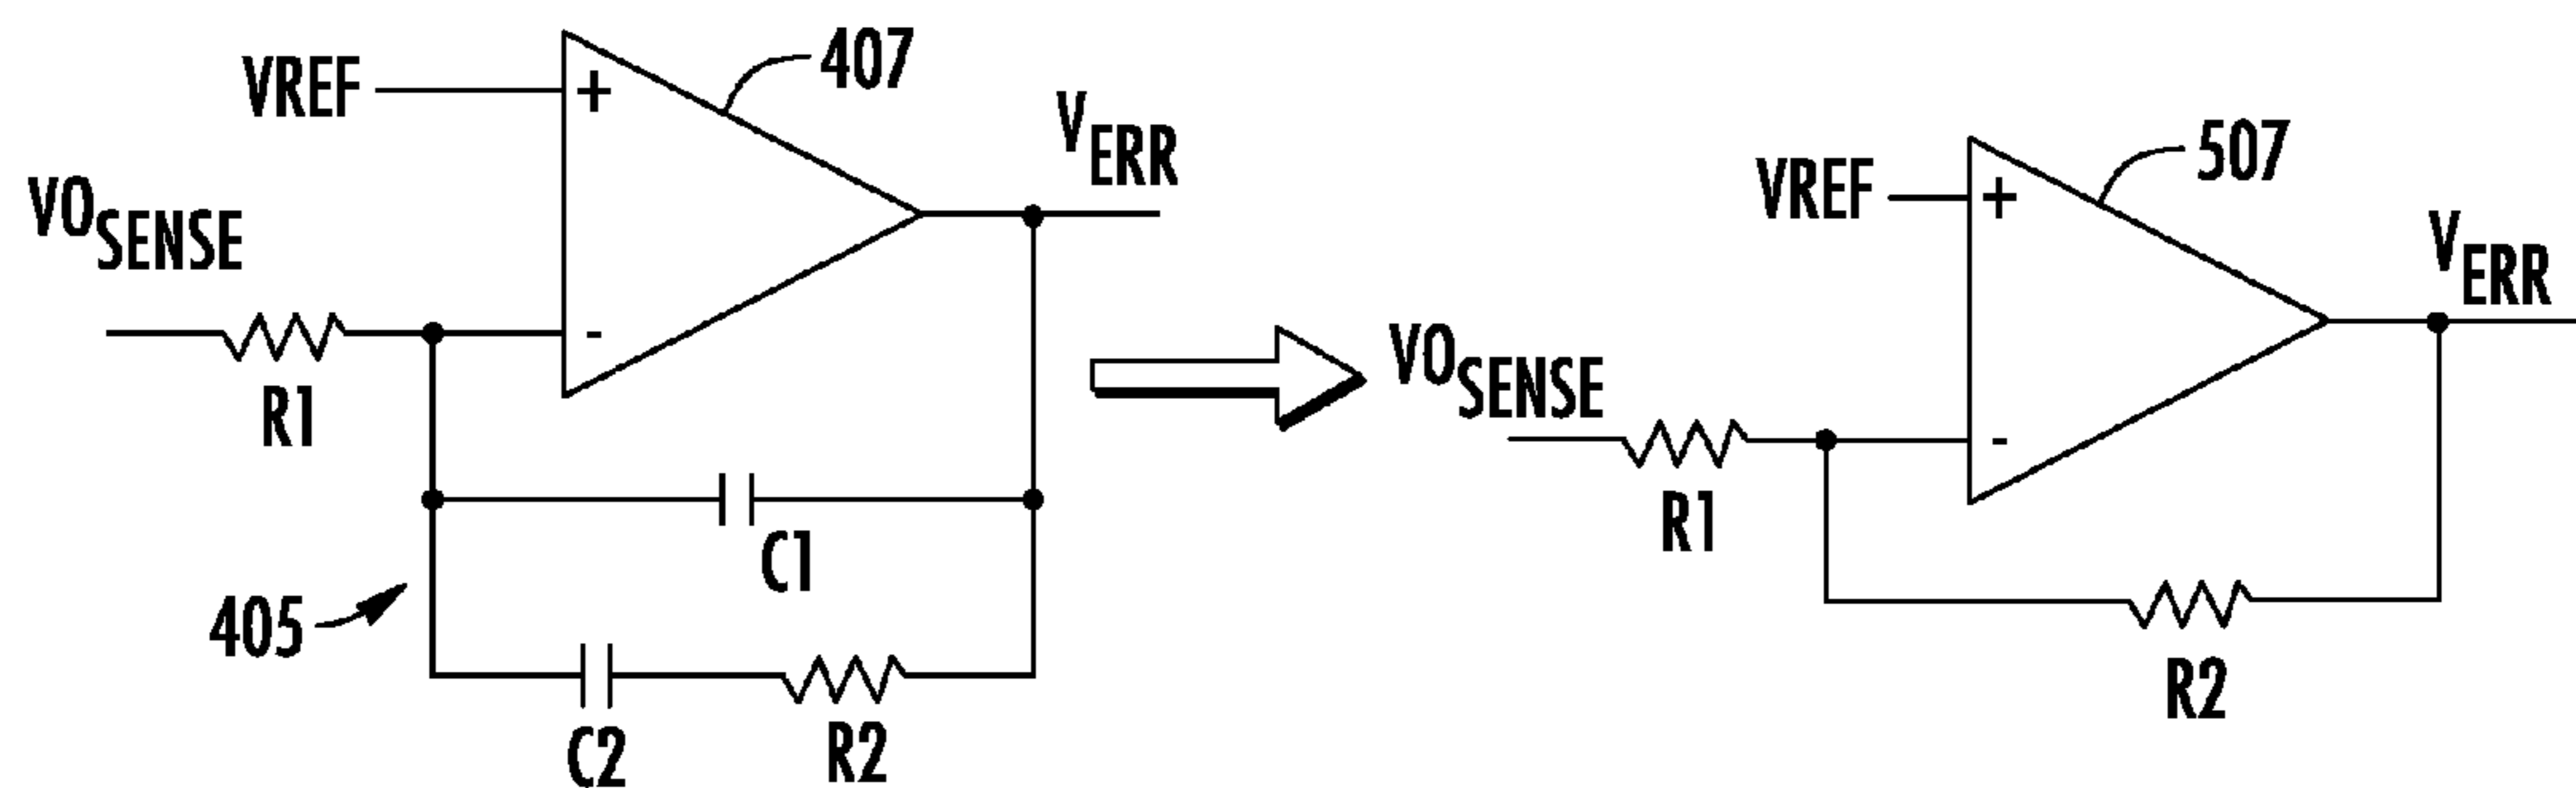 407
VREF
+
VERR
VOSENSE
-
R1
C1
405
C2
R2
507
VREF
+
VERR
VOSENSE
-
R1
R2